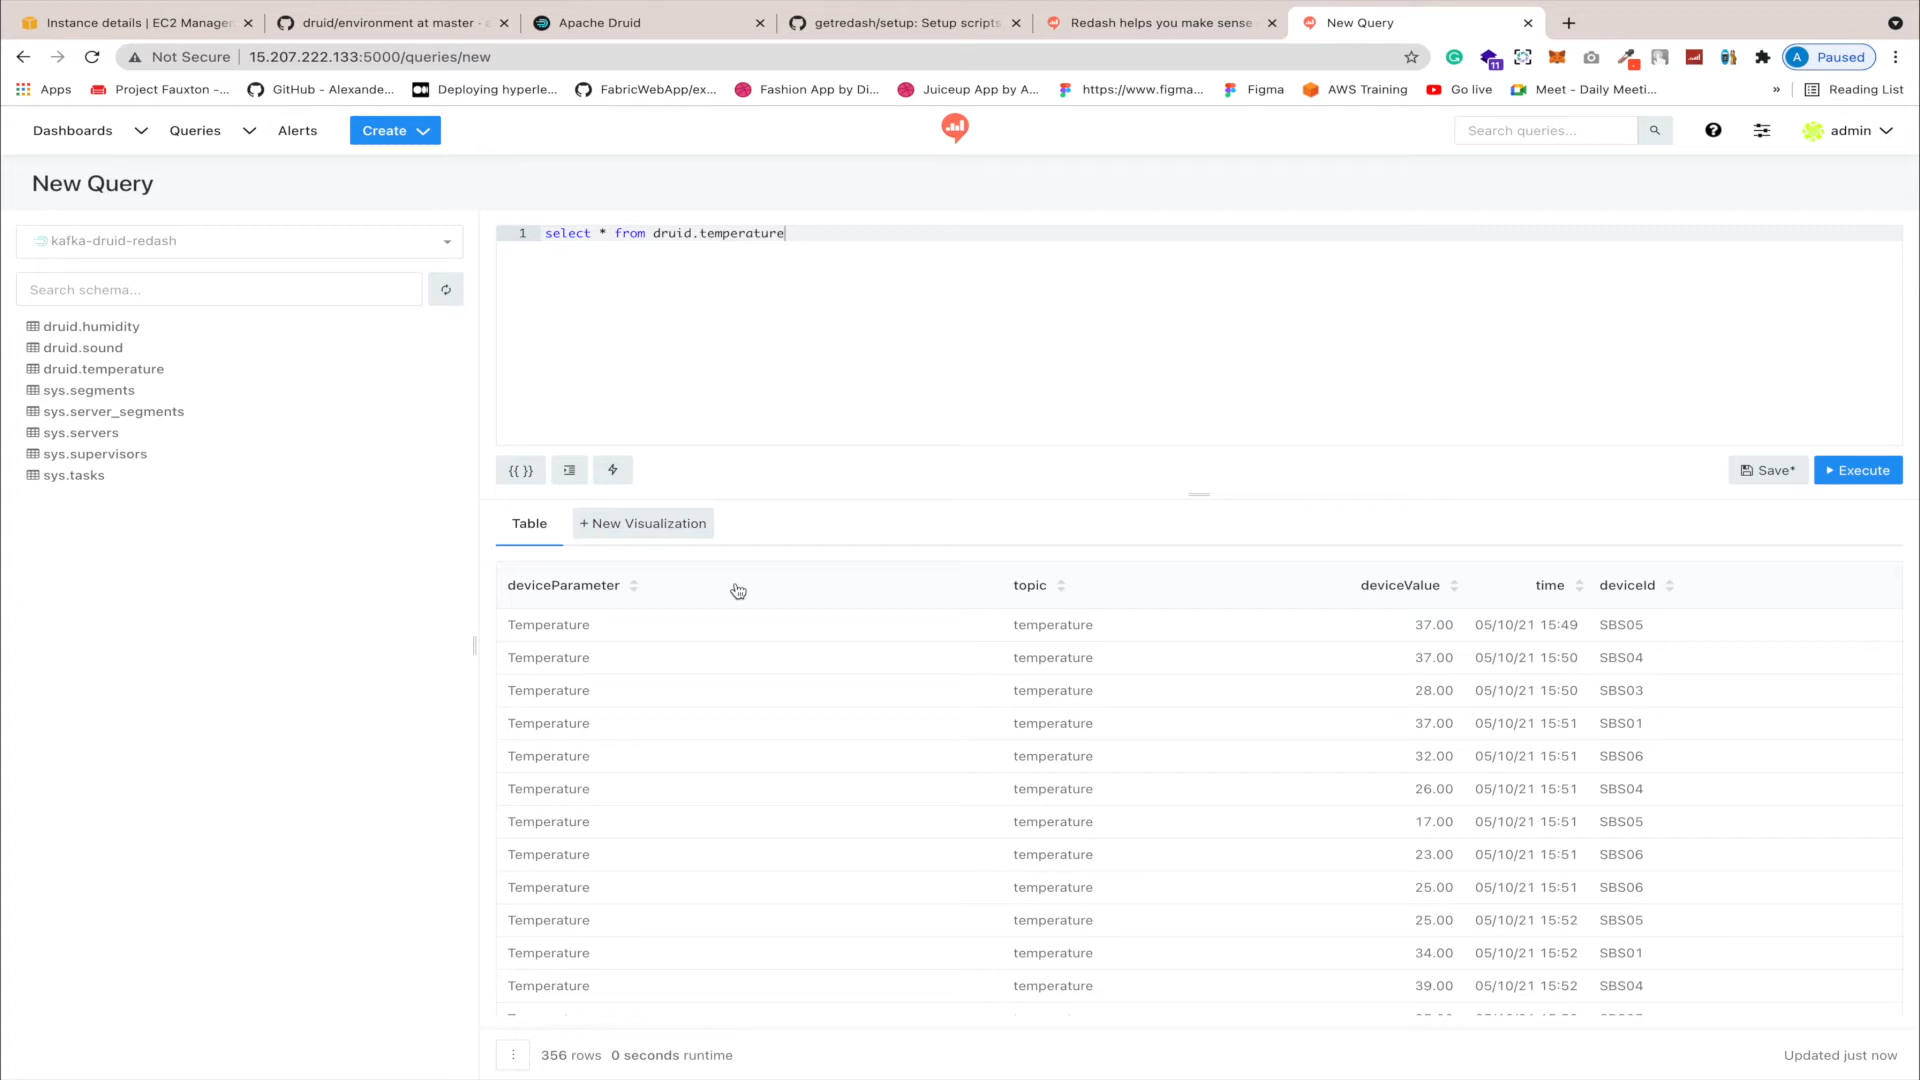 Instance details | EC2 Manager
druid/environment at master -
Apache Druid
getredash/setup: Setup scripts
Redash helps you make sense
New Query
Not Secure | 15.207.222.133:5000/queries/new
11
A Paused
Apps
Project Fauxton -...
GitHub - Alexande...
Deploying hyperle...
FabricWebApp/ex...
Fashion App by Di...
Juiceup App by A...
https://www.figma...
Figma
AWS Training
Go live
Meet - Daily Meeti...
»
Reading List
Dashboards Queries Alerts Create
Search queries...
admin
New Query
kafka-druid-redash
Search schema...
druid.humidity
druid.sound
druid.temperature
sys.segments
sys.server_segments
sys.servers
sys.supervisors
sys.tasks
1 select * from druid.temperature
{{ }}
Save* Execute
Table + New Visualization
deviceParameter topic deviceValue time deviceId
Temperature temperature 37.00 05/10/21 15:49 SBS05
Temperature temperature 37.00 05/10/21 15:50 SBS04
Temperature temperature 28.00 05/10/21 15:50 SBS03
Temperature temperature 37.00 05/10/21 15:51 SBS01
Temperature temperature 32.00 05/10/21 15:51 SBS06
Temperature temperature 26.00 05/10/21 15:51 SBS04
Temperature temperature 17.00 05/10/21 15:51 SBS05
Temperature temperature 23.00 05/10/21 15:51 SBS06
Temperature temperature 25.00 05/10/21 15:51 SBS06
Temperature temperature 25.00 05/10/21 15:52 SBS05
Temperature temperature 34.00 05/10/21 15:52 SBS01
Temperature temperature 39.00 05/10/21 15:52 SBS04
356 rows 0 seconds runtime
Updated just now